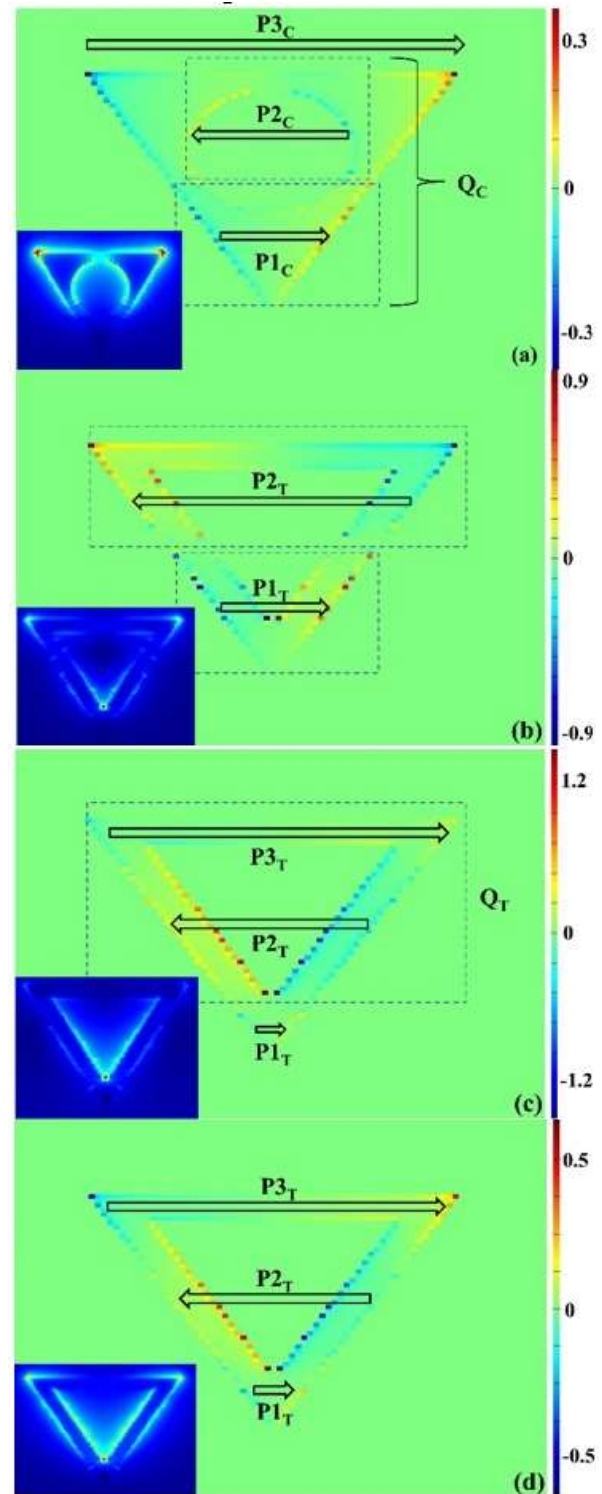 P3C
0.3
P2C
QC
0
P1C
(a)
-0.3
0.9
P2T
0
P1T
(b)
-0.9
1.2
P3T
QT
P2T
0
P1T
(c)
-1.2
0.5
P3T
P2T
0
P1T
-0.5
(d)